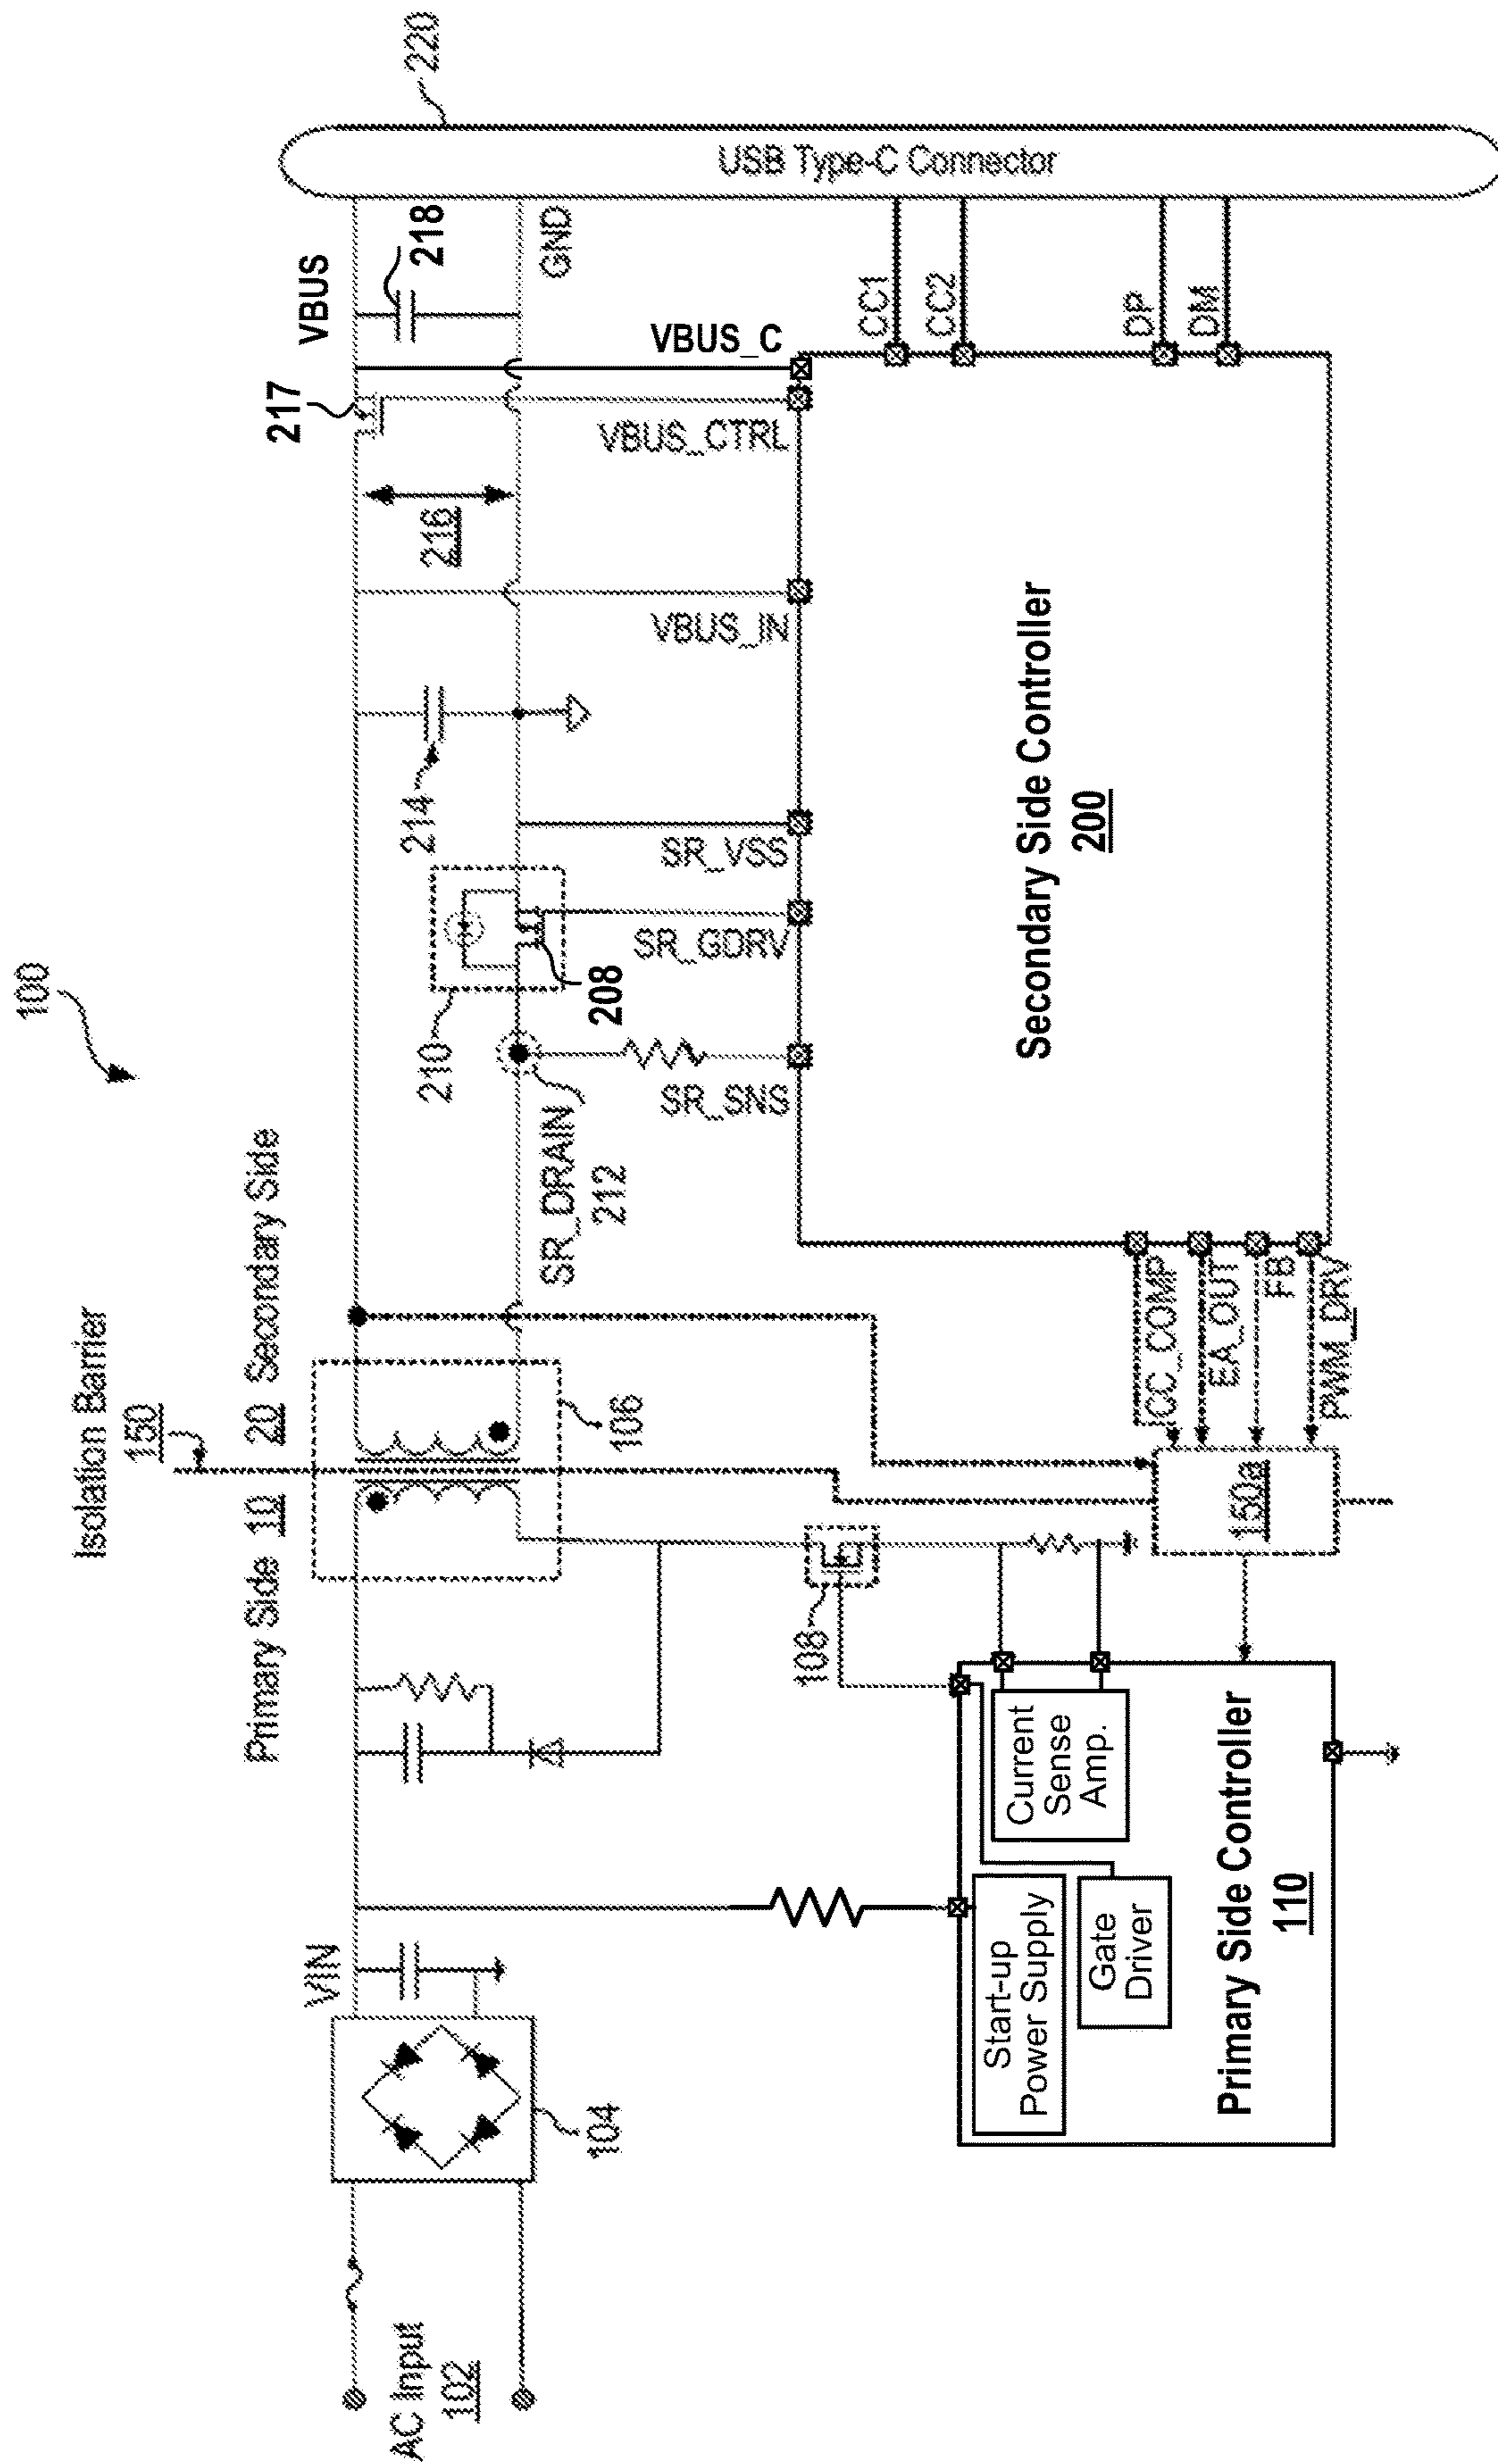 100
Isolation Barrier
150
Primary Side 10
20 Secondary Side
AC Input
102
104
VIN
106
108
SR_DRAIN
212
210
208
214
216
217
VBUS
218
GND
220
USB Type-C Connector
SR_SNS
SR_GDRV
SR_VSS
VBUS_IN
VBUS_CTRL
VBUS_C
CC1
CC2
DP
DM
Secondary Side Controller
200
CC_COMP
EA_OUT
FB
PWM_DRV
150a
Start-up
Power Supply
Gate
Driver
Current
Sense
Amp.
Primary Side Controller
110